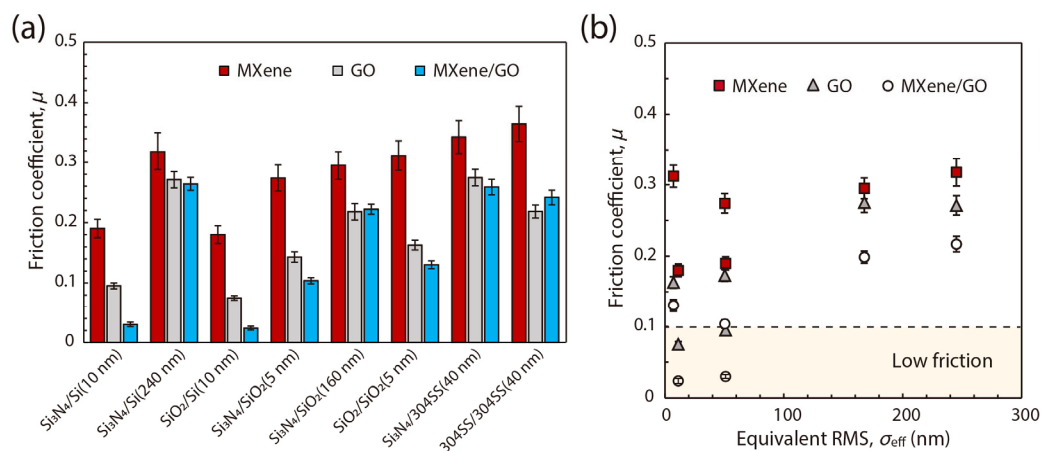 (a)
0.5
0.4
0.3
0.2
0.1
0
Friction coefficient, μ
MXene GO MXene/GO
Si₃N₄/Si(10 nm)
Si₃N₄/Si(240 nm)
SiO₂/Si(10 nm)
Si₃N₄/SiO₂(5 nm)
Si₃N₄/SiO₂(160 nm)
SiO₂/SiO₂(5 nm)
Si₃N₄/304SS(40 nm)
304SS/304SS(40 nm)
(b)
0.5
0.4
0.3
0.2
0.1
0
Friction coefficient, μ
MXene GO MXene/GO
Low friction
0 100 200 300
Equivalent RMS, σeff (nm)